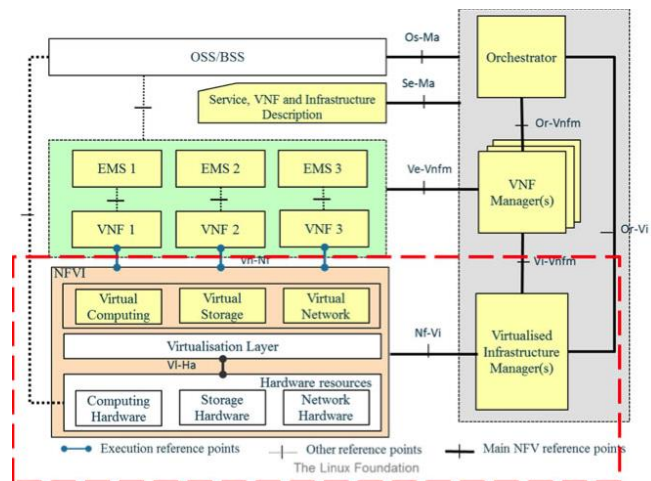 Os-Ma
OSS/BSS
Orchestrator
Se-Ma
Service, VNF and Infrastructure
Description
Or-Vnfm
EMS 1
EMS 2
EMS 3
Ve-Vnfm
VNF
Manager(s)
VNF 1
VNF 2
VNF 3
Or-Vi
Vn-Nf
Vi-Vnfm
NFVI
Virtual
Computing
Virtual
Storage
Virtual
Network
Nf-Vi
Virtualised
Infrastructure
Manager(s)
Virtualisation Layer
Vl-Ha
Hardware resources
Computing
Hardware
Storage
Hardware
Network
Hardware
Execution reference points
Other reference points
Main NFV reference points
The Linux Foundation